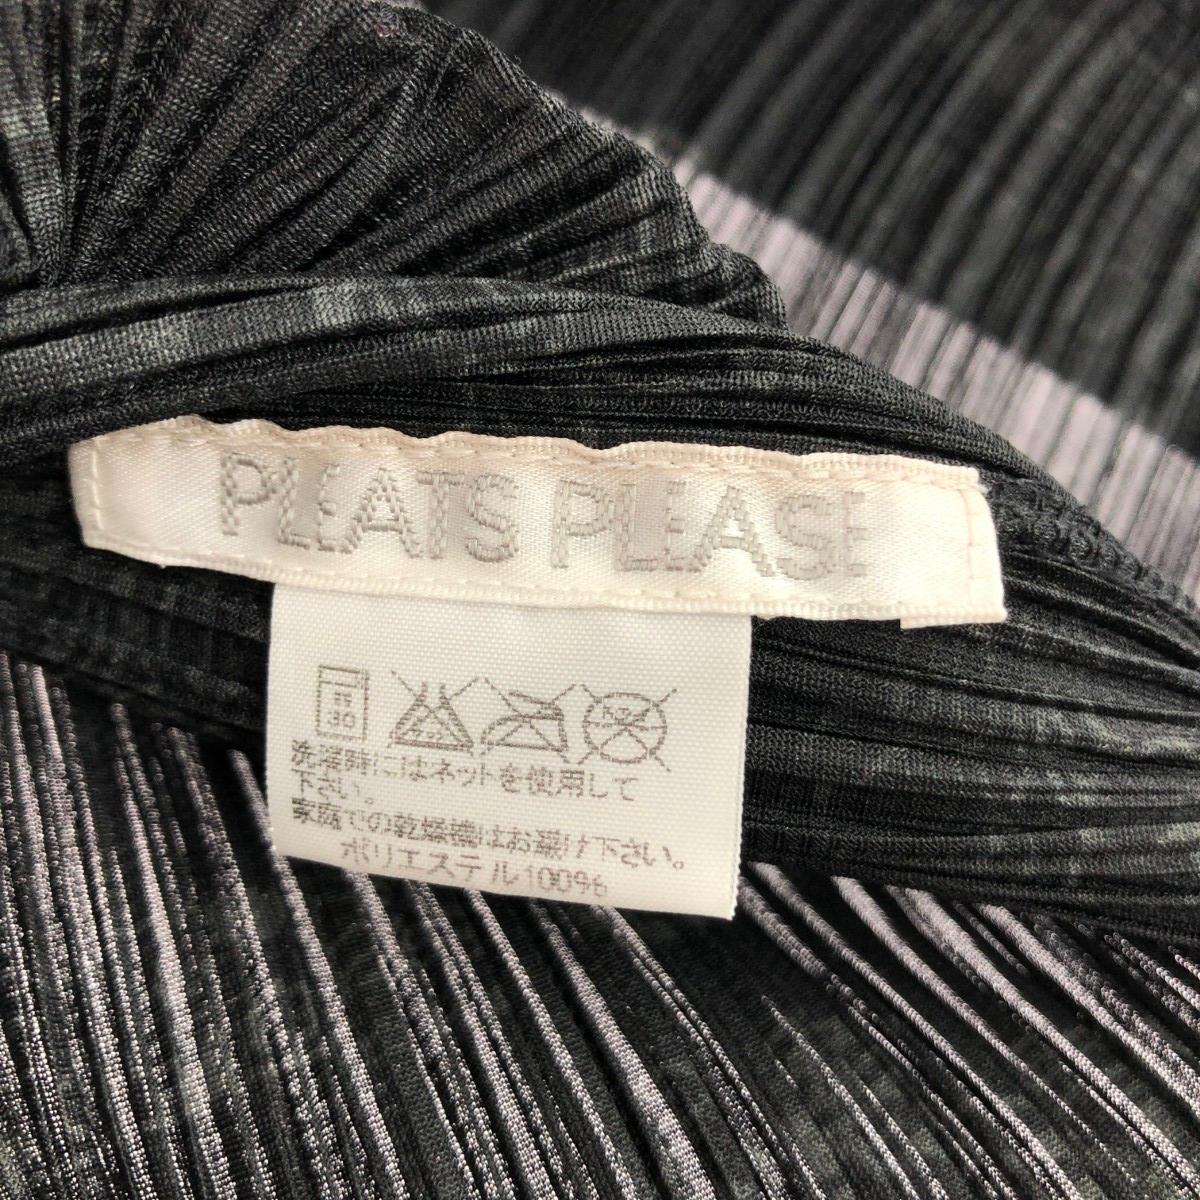 PLEATS PLEASE
弱
30
洗濯時にはネットを使用して
下さい。
家庭での乾燥機はお避け下さい。
ポリエステル100%